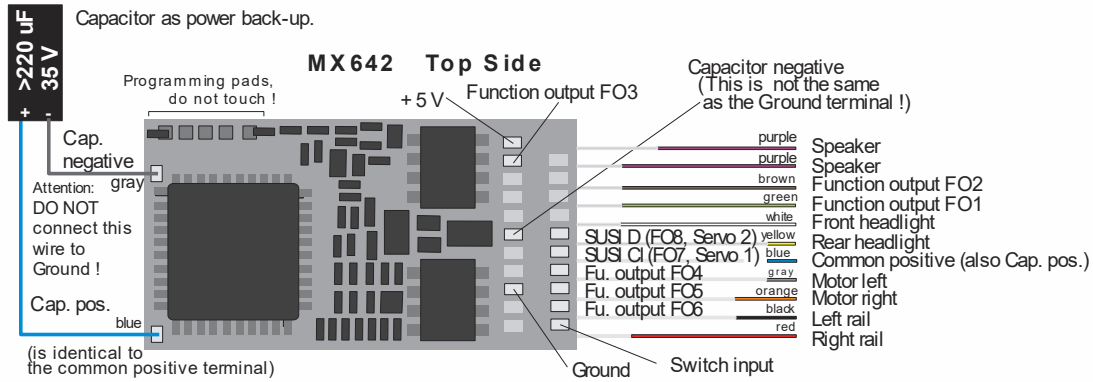 >220 uF
35 V
+ -
Capacitor as power back-up.
MX642 Top Side
Programming pads,
do not touch !
+ 5 V
Function output FO3
Capacitor negative
(This is not the same
as the Ground terminal !)
Cap.
negative
gray
Attention:
DO NOT
connect this
wire to
Ground !
Cap. pos.
blue
(is identical to
the common positive terminal)
purple Speaker
purple Speaker
brown Function output FO2
green Function output FO1
white Front headlight
SUSI D (FO8, Servo 2) yellow Rear headlight
SUSI Cl (FO7, Servo 1) blue Common positive (also Cap. pos.)
Fu. output FO4 gray Motor left
Fu. output FO5 orange Motor right
Fu. output FO6 black Left rail
red Right rail
Ground
Switch input